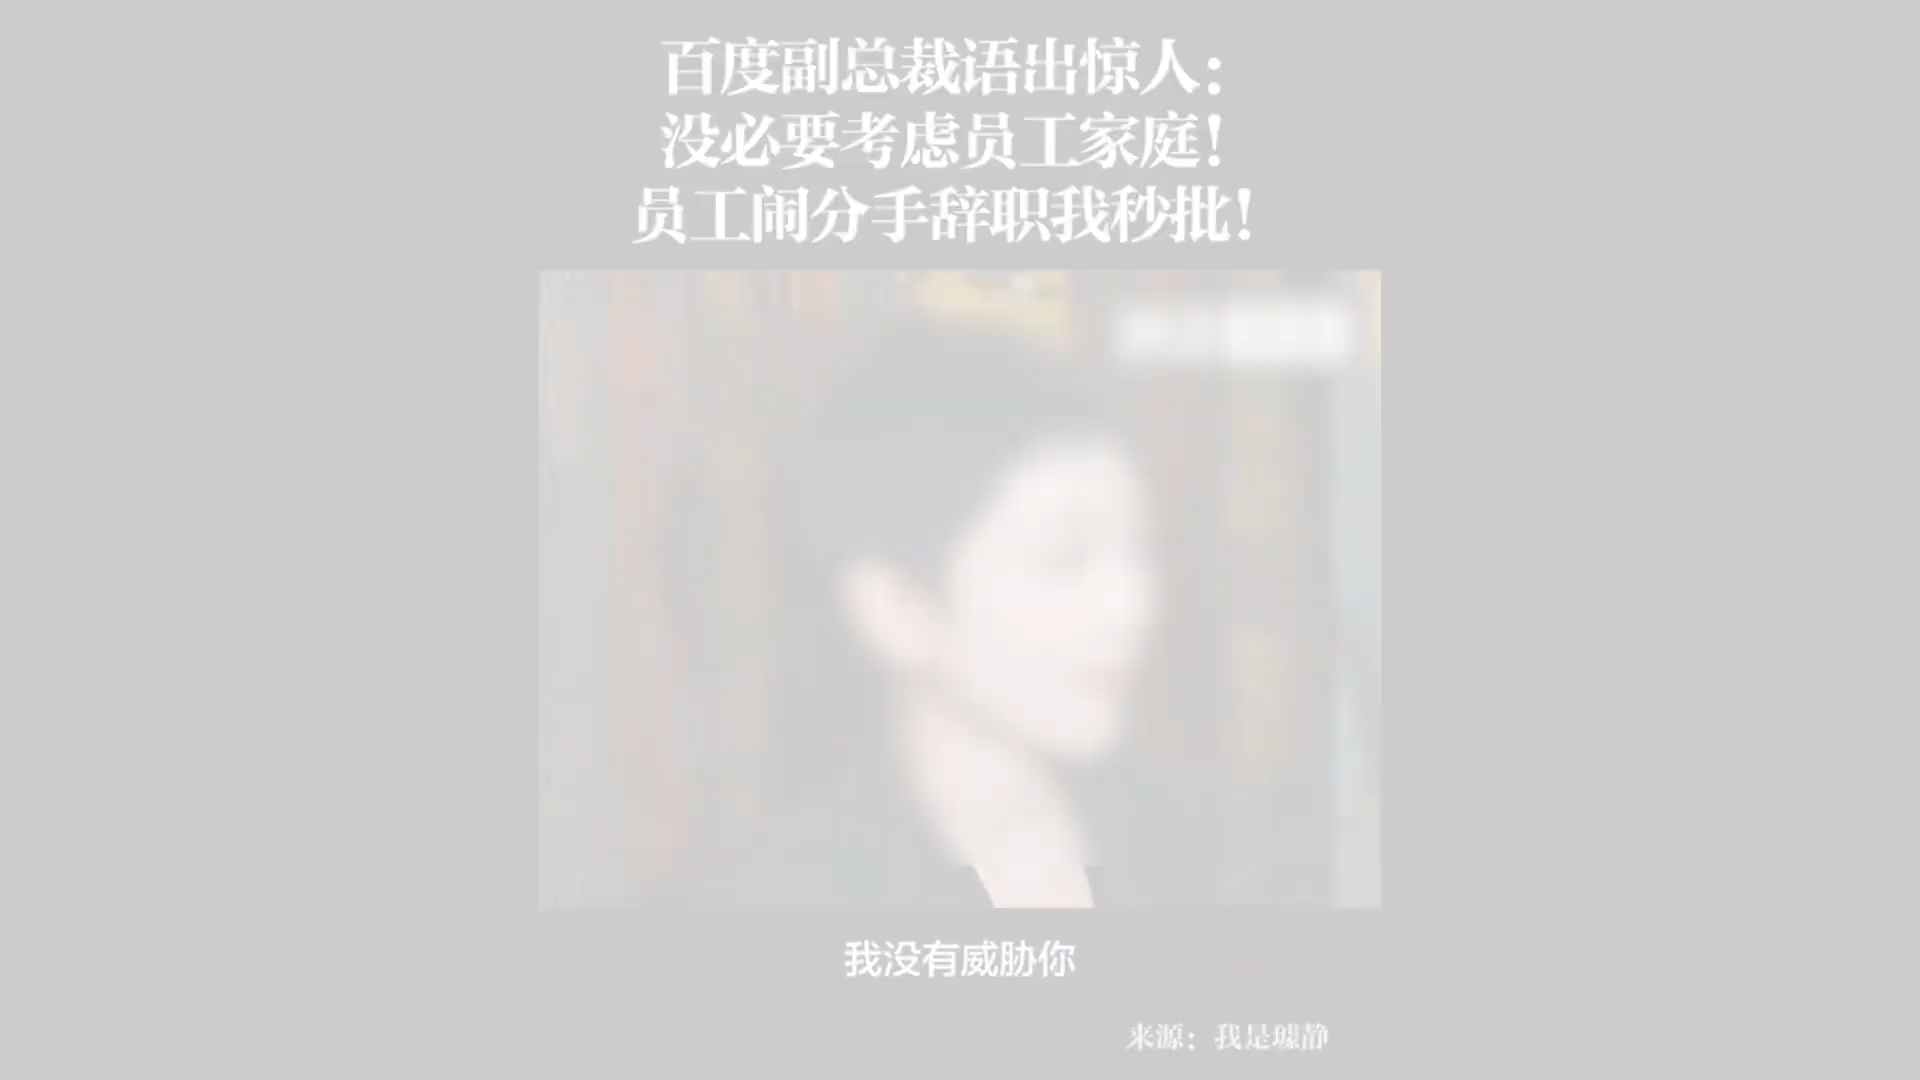 百度副总裁语出惊人：
没必要考虑员工家庭！
员工闹分手辞职我秒批！
我没有威胁你
来源：我是璩静